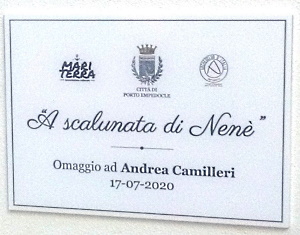 MARI
TERRA
CITTÀ DI
PORTO EMPEDOCLE
"A scalunata di Nenè"
Omaggio ad Andrea Camilleri
17-07-2020